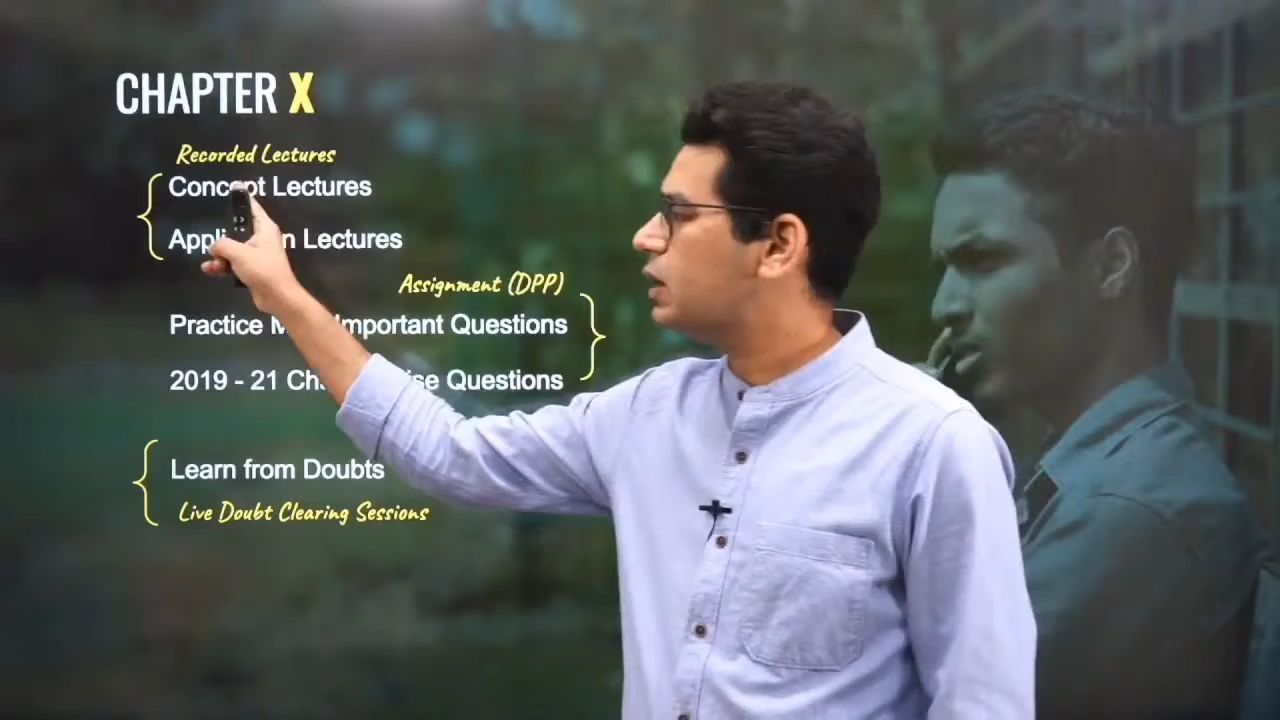 CHAPTER X
Recorded Lectures
Concept Lectures
Lectures
Assignment (DPP)
Practice Important Questions
2019 - 21 Questions
Learn from Doubts
Live Doubt Clearing Sessions